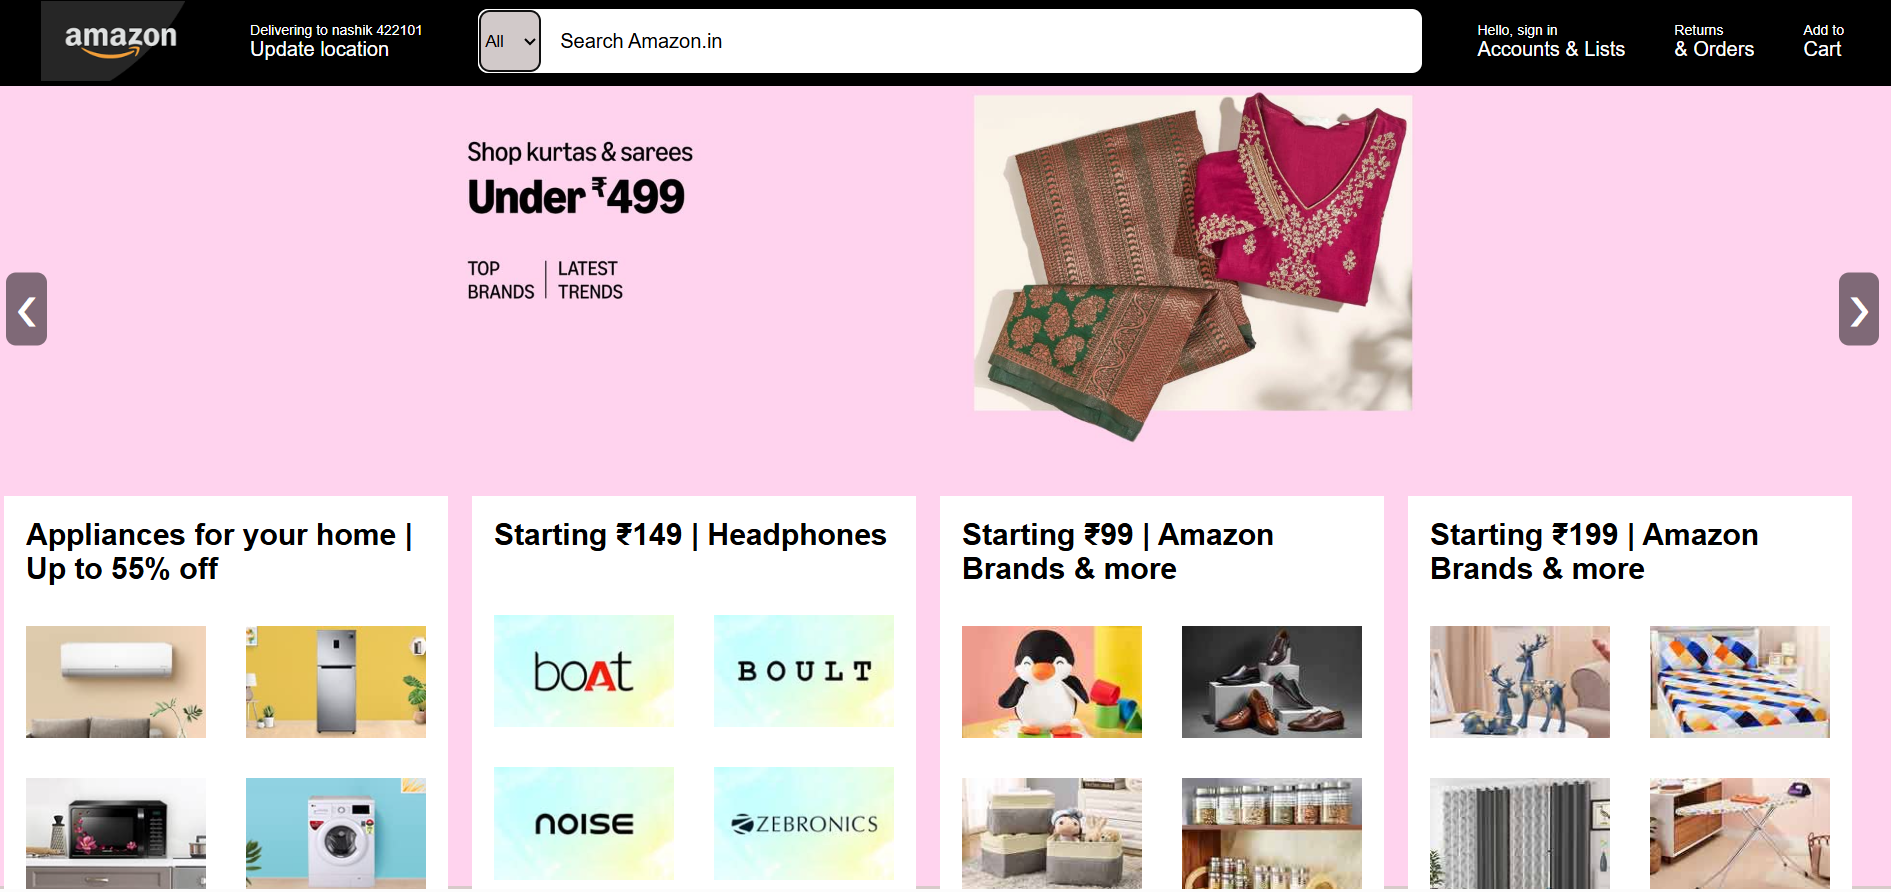 amazon
Delivering to nashik 422101
Update location
All
Search Amazon.in
Hello, sign in
Accounts & Lists
Returns
& Orders
Add to
Cart
Shop kurtas & sarees
Under ₹499
TOP BRANDS | LATEST TRENDS
Appliances for your home |
Up to 55% off
Starting ₹149 | Headphones
boAt
BOULT
noise
ZEBRONICS
Starting ₹99 | Amazon
Brands & more
Starting ₹199 | Amazon
Brands & more